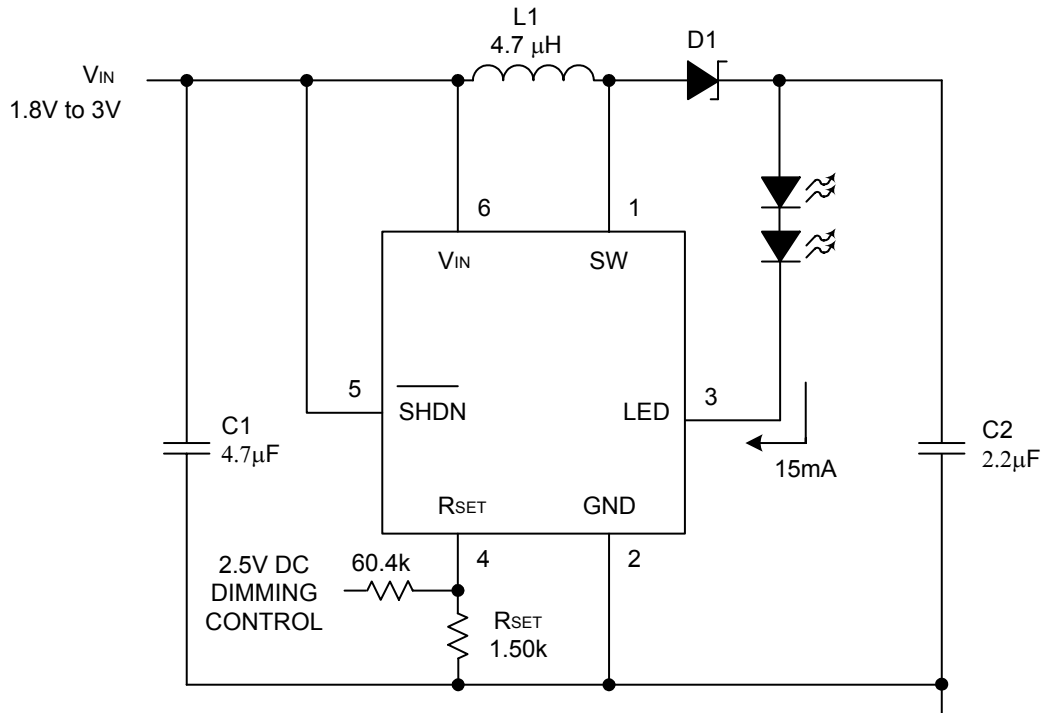 L1
4.7 μH
D1
VIN
1.8V to 3V
6
1
VIN
SW
5
SHDN
LED
3
C1
4.7μF
15mA
C2
2.2μF
RSET
GND
4
2
2.5V DC
DIMMING
CONTROL
60.4k
RSET
1.50k